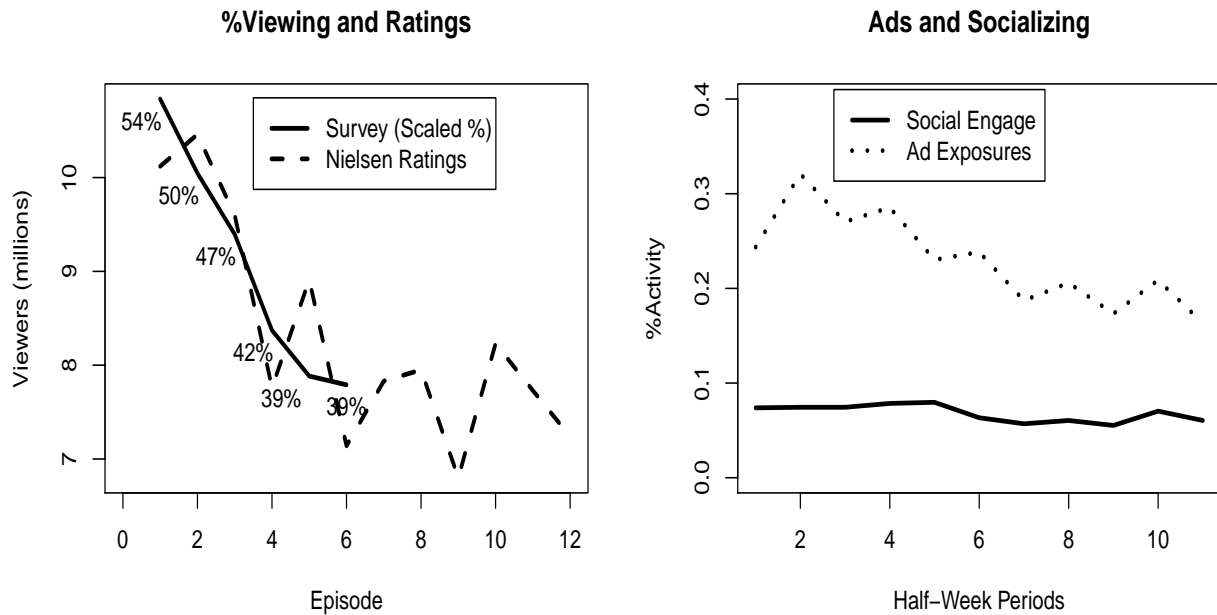 %Viewing and Ratings
Viewers (millions)
10
9
8
7
Survey (Scaled %)
Nielsen Ratings
54%
50%
47%
42%
39%
39%
0 2 4 6 8 10 12
Episode
Ads and Socializing
%Activity
0.4
0.3
0.2
0.1
0.0
Social Engage
Ad Exposures
2 4 6 8 10
Half−Week Periods